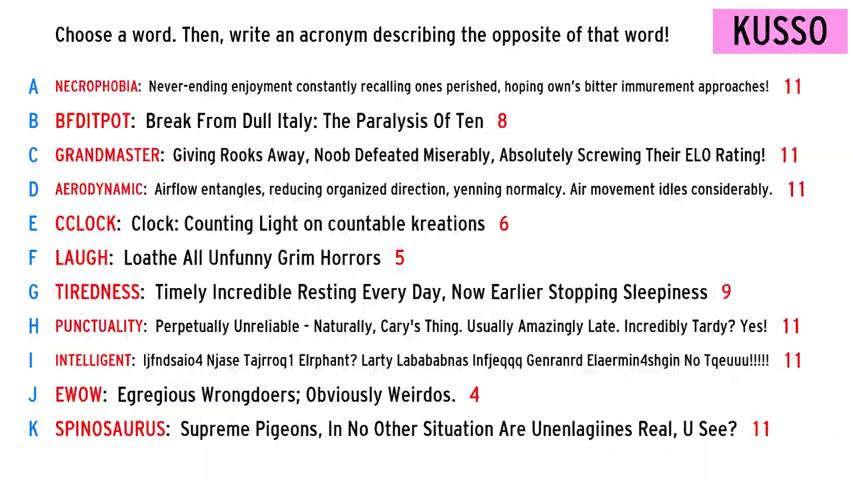 Choose a word. Then, write an acronym describing the opposite of that word!
KUSSO
A NECROPHOBIA: Never-ending enjoyment constantly recalling ones perished, hoping own's bitter immurement approaches! 11
B BFDITPOT: Break From Dull Italy: The Paralysis Of Ten 8
C GRANDMASTER: Giving Rooks Away, Noob Defeated Miserably, Absolutely Screwing Their ELO Rating! 11
D AERODYNAMIC: Airflow entangles, reducing organized direction, yenning normalcy. Air movement idles considerably. 11
E CCLOCK: Clock: Counting Light on countable kreations 6
F LAUGH: Loathe All Unfunny Grim Horrors 5
G TIREDNESS: Timely Incredible Resting Every Day, Now Earlier Stopping Sleepiness 9
H PUNCTUALITY: Perpetually Unreliable - Naturally, Cary's Thing. Usually Amazingly Late. Incredibly Tardy? Yes! 11
I INTELLIGENT: Ijfndsaio4 Njase Tajrroq1 Elrphant? Larty Labababnas Infjeqqq Genranrd Elaermin4shgin No Tqeuuu!!!!! 11
J EWOW: Egregious Wrongdoers; Obviously Weirdos. 4
K SPINOSAURUS: Supreme Pigeons, In No Other Situation Are Unenlagiines Real, U See? 11